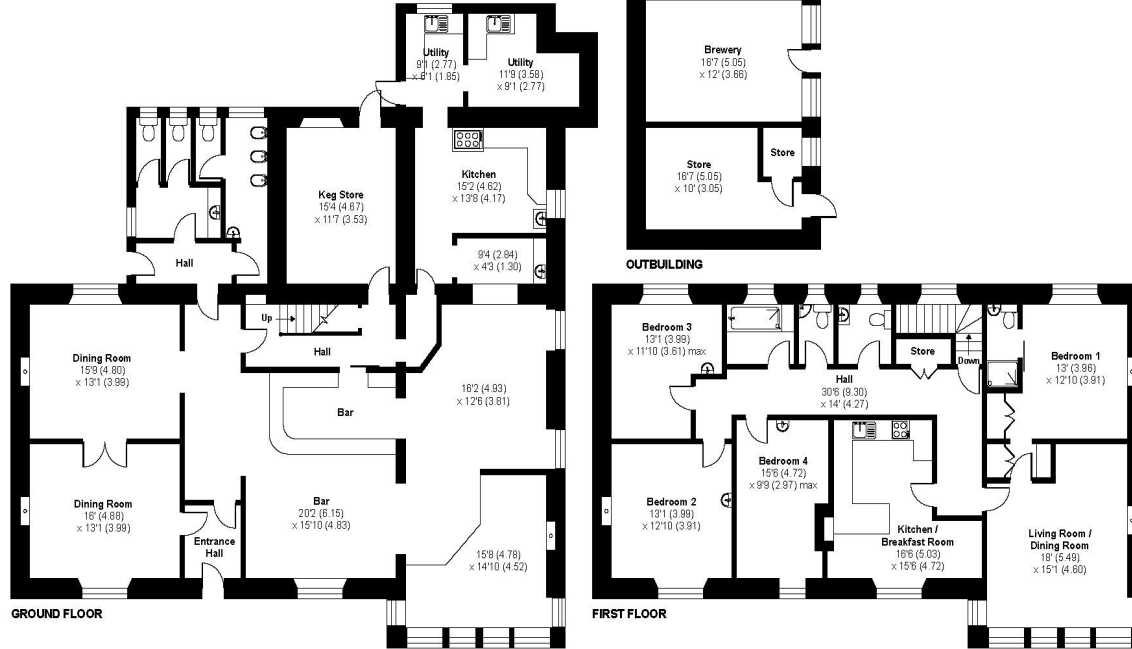 Utility
9'1 (2.77)
x 6'1 (1.85)
Utility
11'9 (3.58)
x 9'1 (2.77)
Kitchen
15'2 (4.62)
x 13'8 (4.17)
Keg Store
15'4 (4.67)
x 11'7 (3.53)
9'4 (2.84)
x 4'3 (1.30)
Hall
Up
Hall
Dining Room
15'9 (4.80)
x 13'1 (3.99)
Bar
16'2 (4.93)
x 12'6 (3.81)
Dining Room
16' (4.88)
x 13'1 (3.99)
Entrance
Hall
Bar
20'2 (6.15)
x 15'10 (4.83)
15'8 (4.78)
x 14'10 (4.52)
GROUND FLOOR
Brewery
16'7 (5.05)
x 12' (3.66)
Store
16'7 (5.05)
x 10' (3.05)
Store
OUTBUILDING
Bedroom 3
13'1 (3.99)
x 11'10 (3.61) max
Store
Down
Bedroom 1
13' (3.96)
x 12'10 (3.91)
Hall
30'6 (9.30)
x 14' (4.27)
Bedroom 2
13'1 (3.99)
x 12'10 (3.91)
Bedroom 4
15'6 (4.72)
x 9'9 (2.97) max
Kitchen /
Breakfast Room
16'6 (5.03)
x 15'6 (4.72)
Living Room /
Dining Room
18' (5.49)
x 15'1 (4.60)
FIRST FLOOR